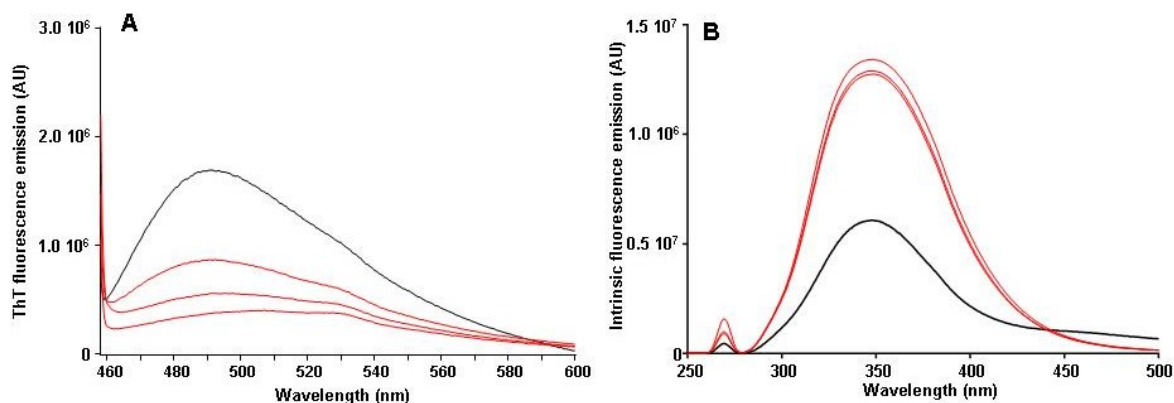 A
ThT fluorescence emission (AU)
3.0 10⁶
2.0 10⁶
1.0 10⁶
0
460 480 500 520 540 560 580 600
Wavelength (nm)
B
Intrinsic fluorescence emission (AU)
1.5 10⁷
1.0 10⁷
0.5 10⁷
0
250 300 350 400 450 500
Wavelength (nm)